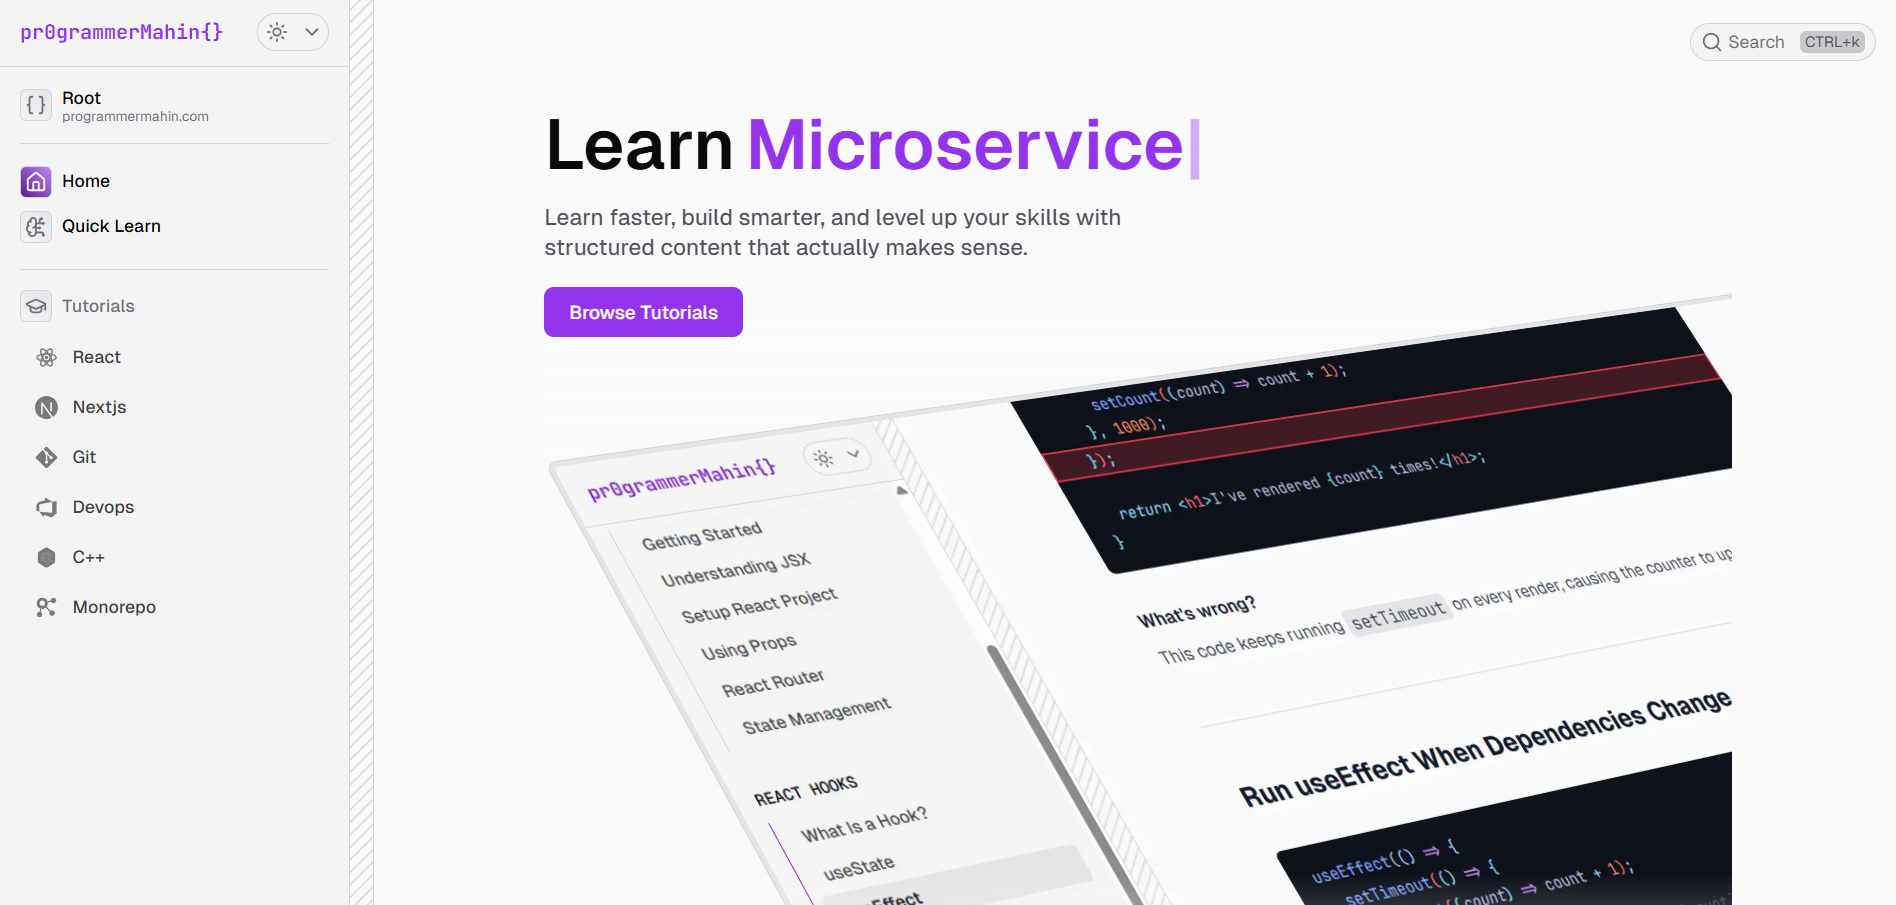 pr0grammerMahin{}
Root
programmermahin.com
Home
Quick Learn
Tutorials
React
Nextjs
Git
Devops
C++
Monorepo
Search CTRL+k
Learn Microservice
Learn faster, build smarter, and level up your skills with
structured content that actually makes sense.
Browse Tutorials
pr0grammerMahin{}
Getting Started
Understanding JSX
Setup React Project
Using Props
React Router
State Management
REACT HOOKS
What Is a Hook?
useState
setCount((count) => count + 1);
}, 1000);
});
return <h1>I've rendered {count} times!</h1>;
}
What's wrong?
This code keeps running setTimeout on every render, causing the counter to
Run useEffect When Dependencies Change
useEffect(() => {
setTimeout(() => {
count) => count + 1);